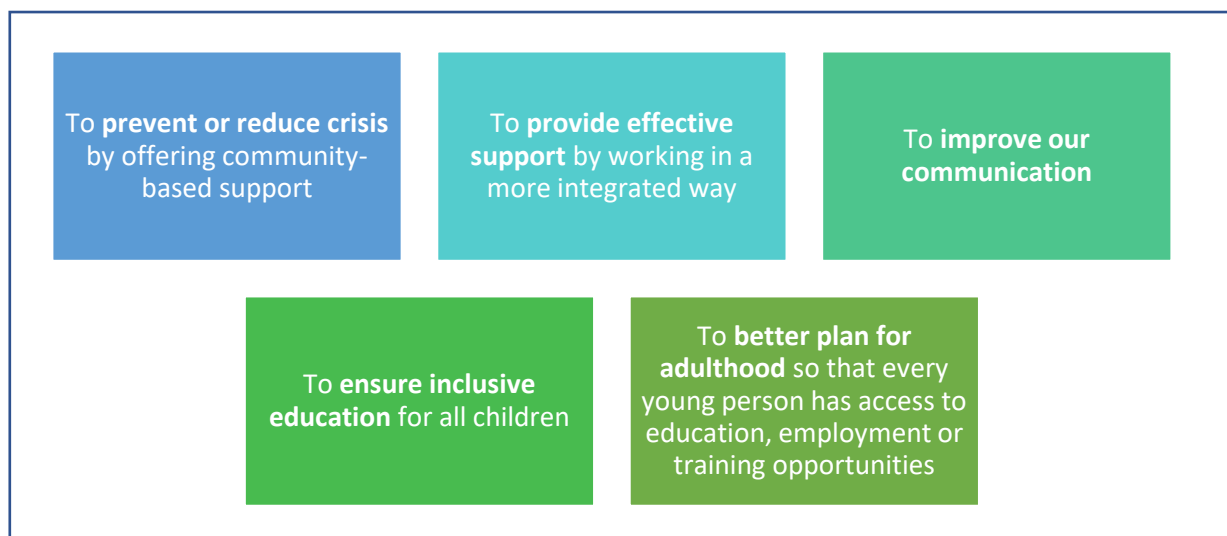 To prevent or reduce crisis
by offering community-
based support
To provide effective
support by working in a
more integrated way
To improve our
communication
To ensure inclusive
education for all children
To better plan for
adulthood so that every
young person has access to
education, employment or
training opportunities